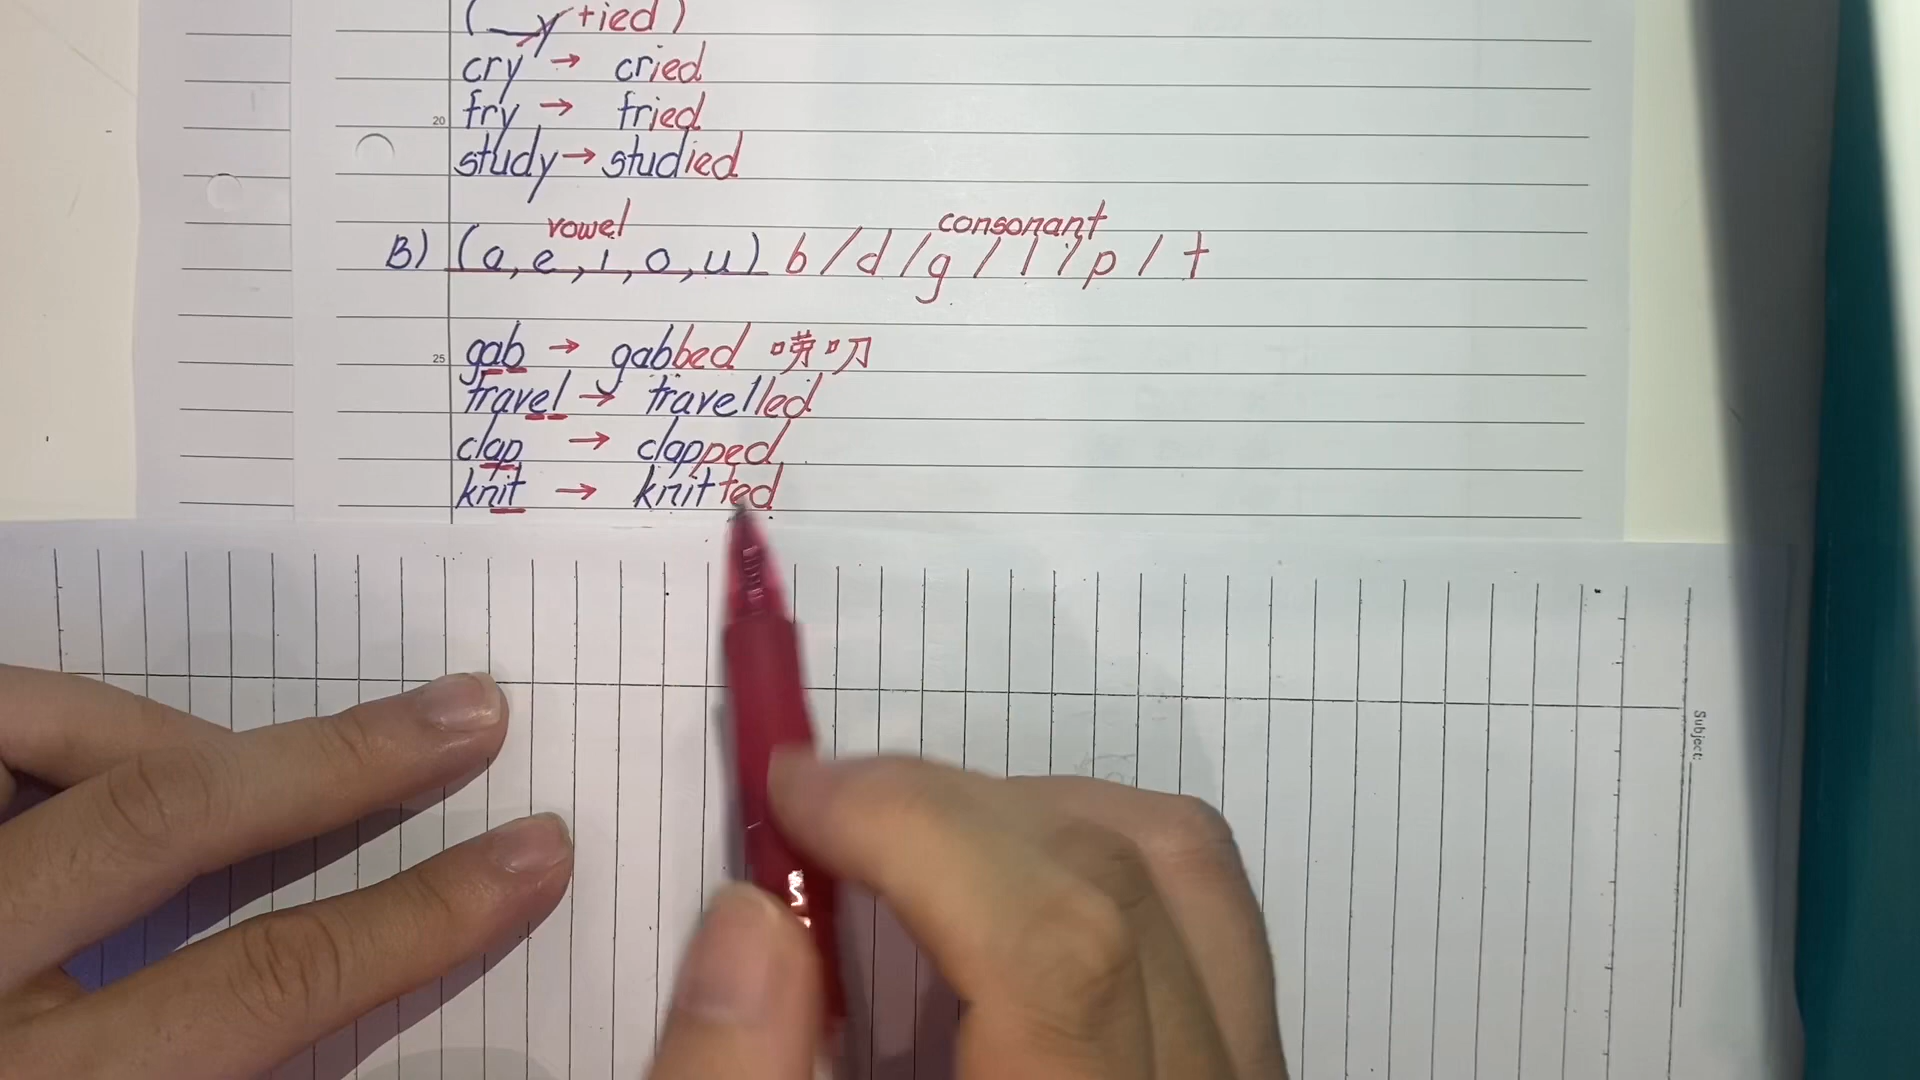 (_y+ied)
cry → cried
20
fry → fried
study → studied
vowel consonant
B) (a, e, i, o, u) b/d/g/l/p/t
25
gab → gabbed 唠叨
travel → travelled
clap → clapped
knit → knitted
Subject: